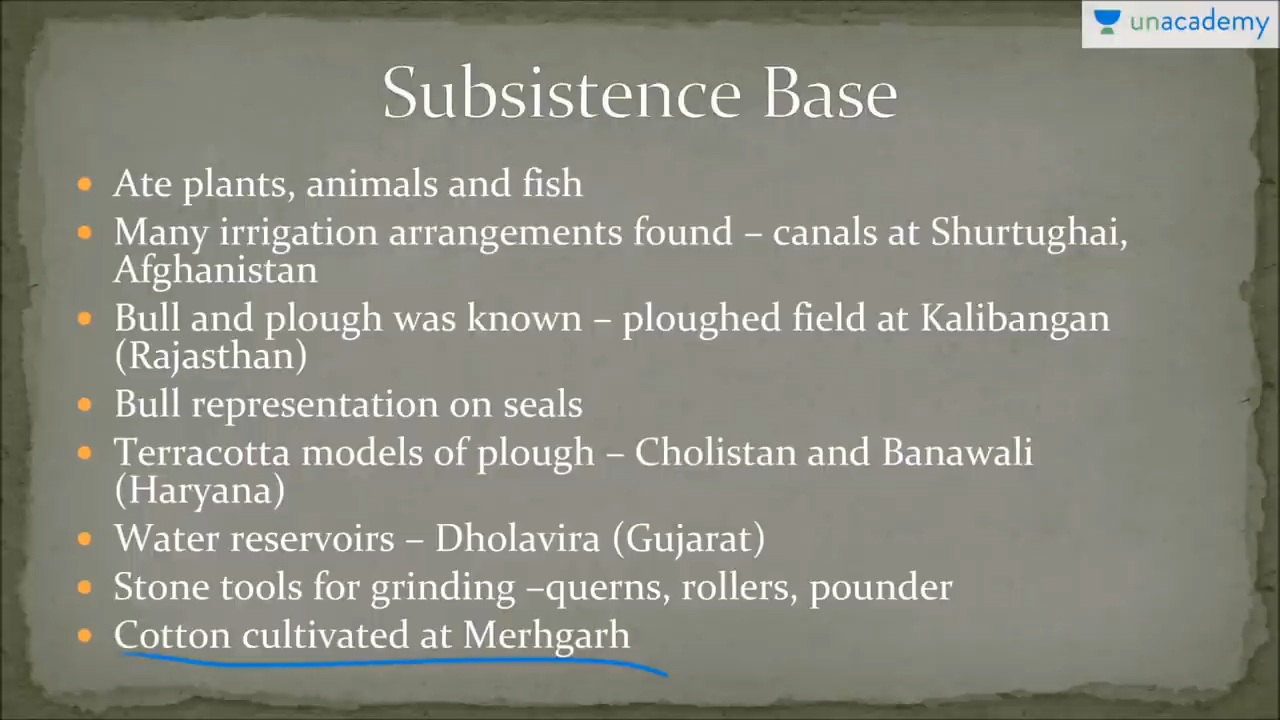 unacademy
Subsistence Base
• Ate plants, animals and fish
• Many irrigation arrangements found – canals at Shurtughai,
Afghanistan
• Bull and plough was known – ploughed field at Kalibangan
(Rajasthan)
• Bull representation on seals
• Terracotta models of plough – Cholistan and Banawali
(Haryana)
• Water reservoirs – Dholavira (Gujarat)
• Stone tools for grinding –querns, rollers, pounder
• Cotton cultivated at Merhgarh